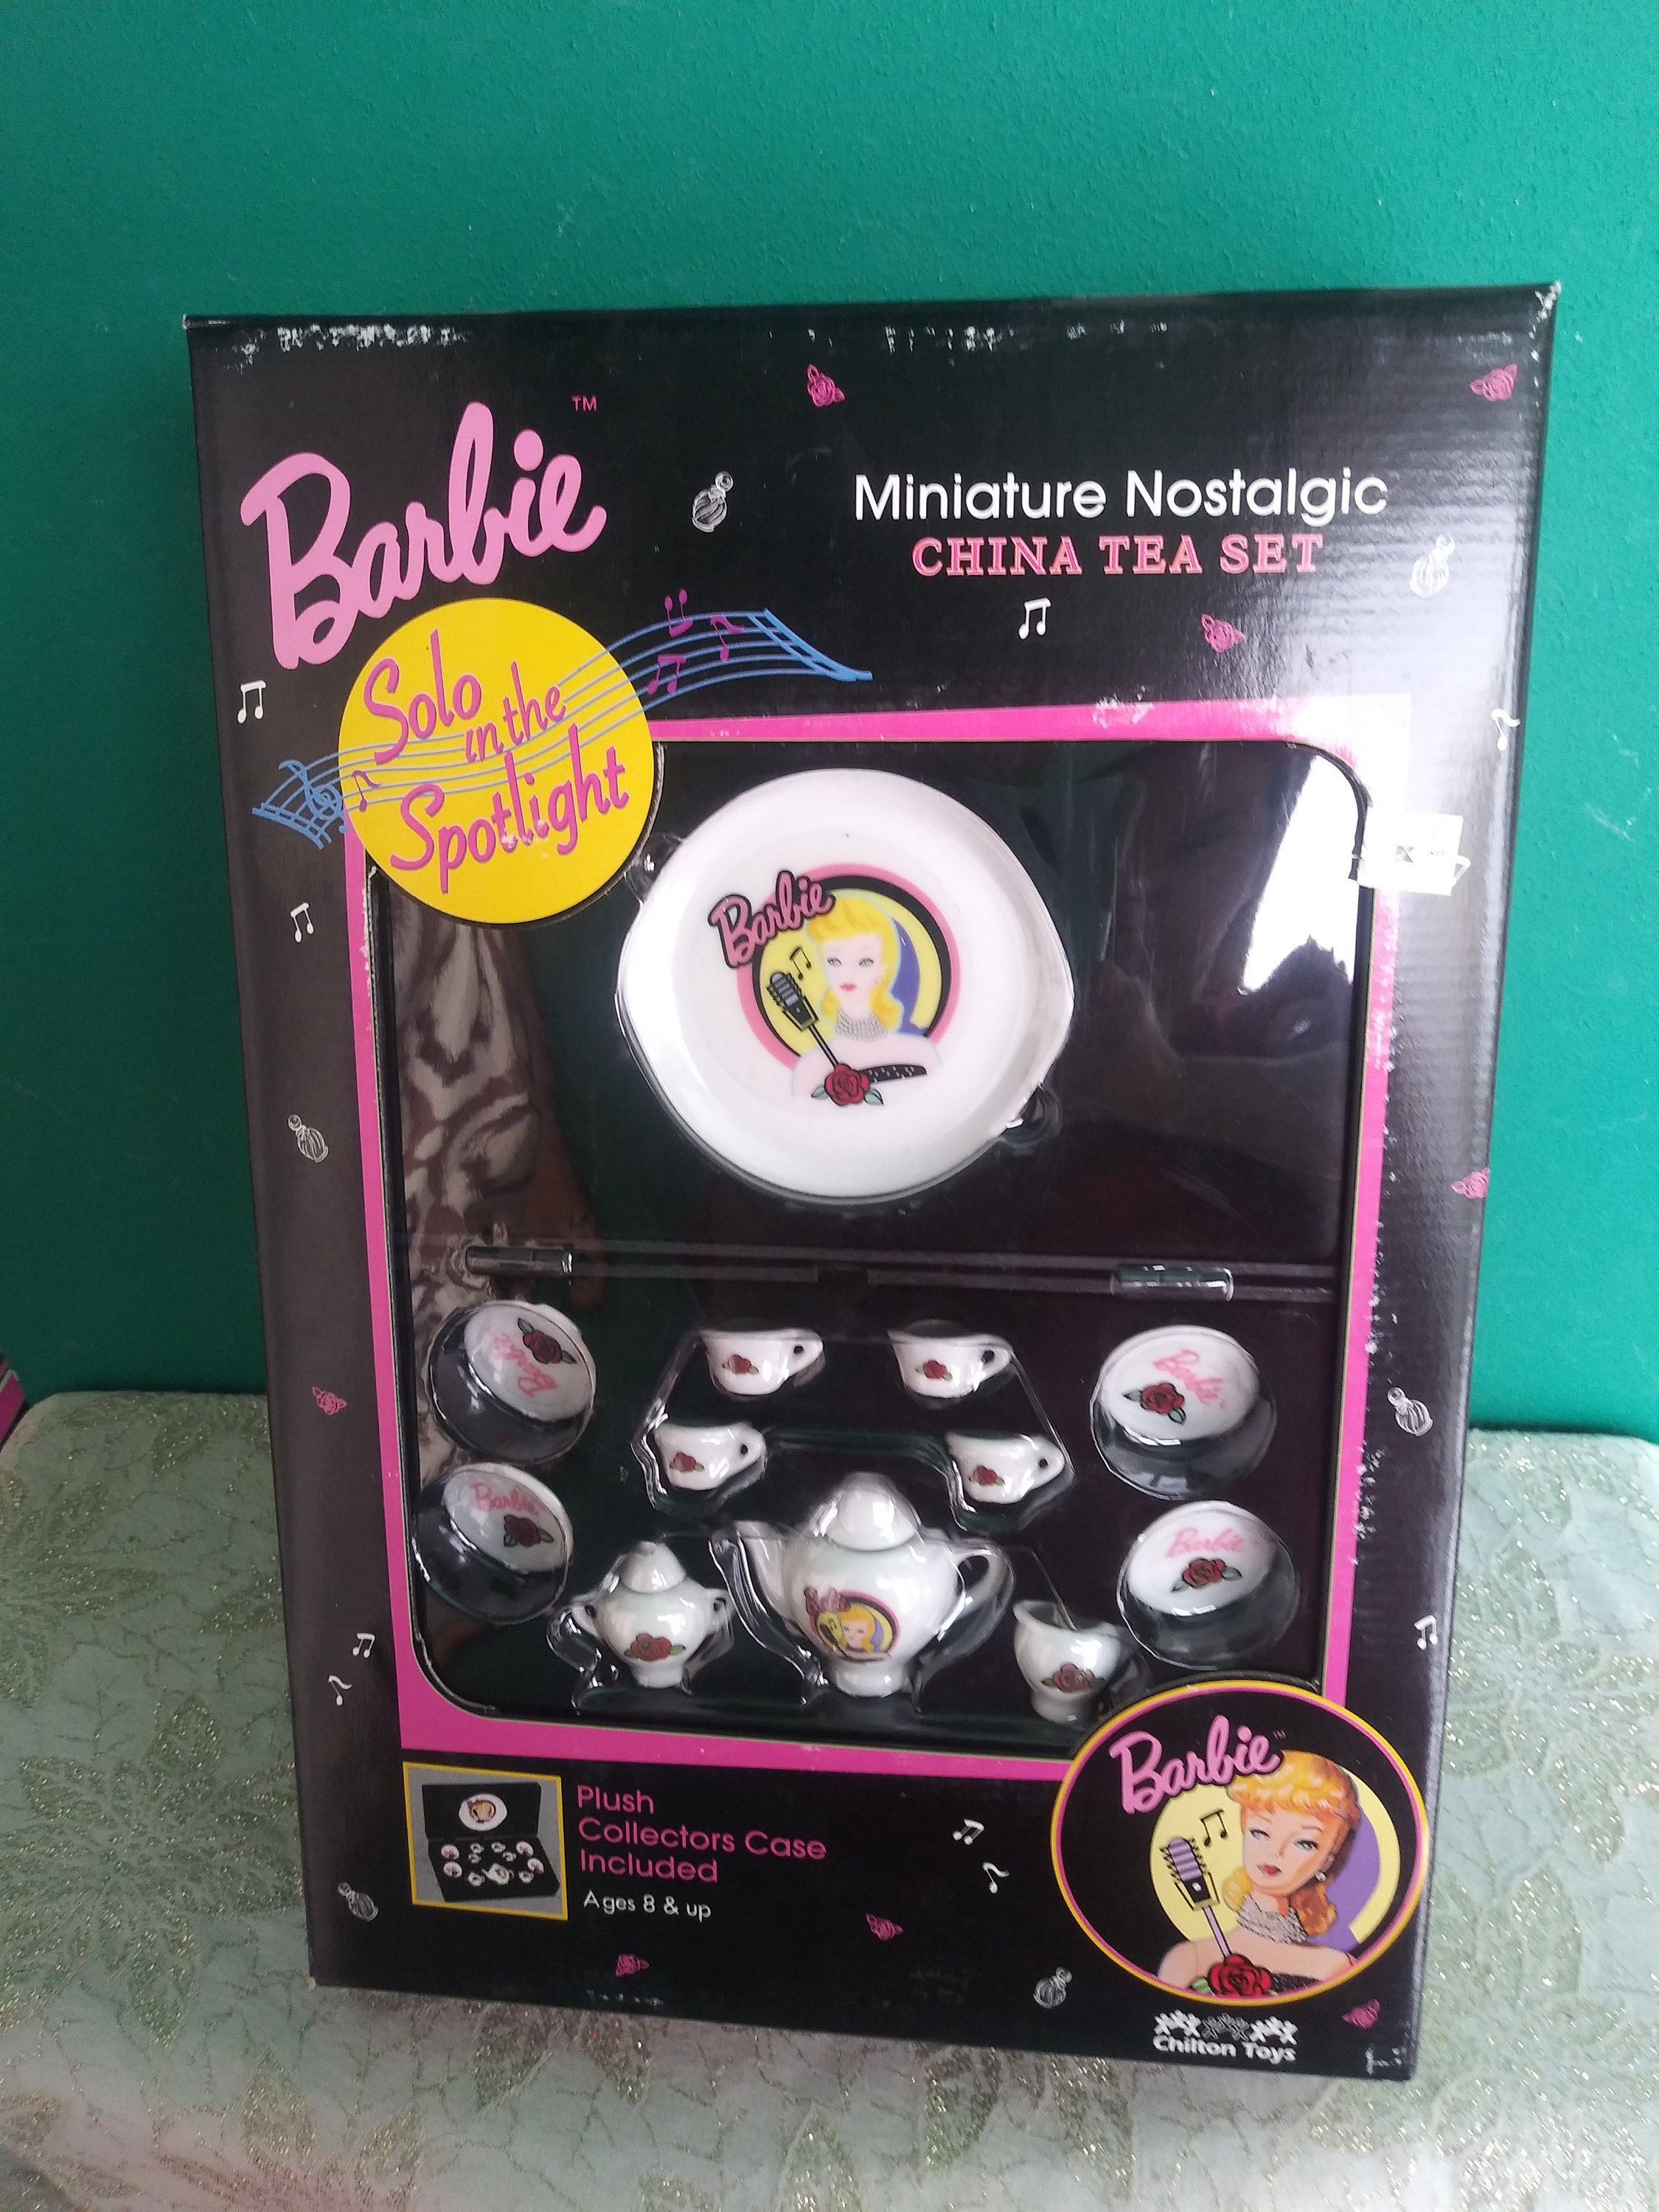 Barbie™
Miniature Nostalgic
CHINA TEA SET
Solo
in the
Spotlight
Barbie
Barbie
Barbie
Barbie
Barbie
Barbie
Barbie™
Plush
Collectors Case
Included
Ages 8 & up
Chilton Toys